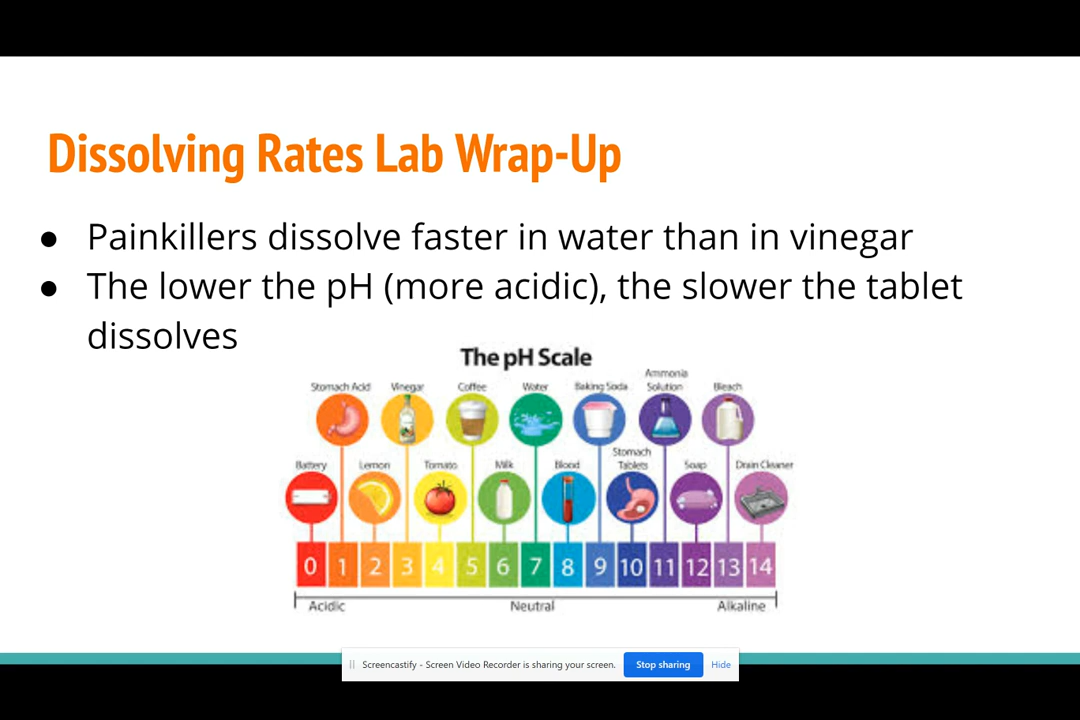 Dissolving Rates Lab Wrap-Up
● Painkillers dissolve faster in water than in vinegar
● The lower the pH (more acidic), the slower the tablet
dissolves
The pH Scale
Stomach Acid Vinegar Coffee Water Baking Soda Ammonia Solution Bleach
Battery Lemon Tomato Milk Blood Stomach Tablets Soap Drain Cleaner
0 1 2 3 4 5 6 7 8 9 10 11 12 13 14
Acidic Neutral Alkaline
Screencastify - Screen Video Recorder is sharing your screen. Stop sharing Hide